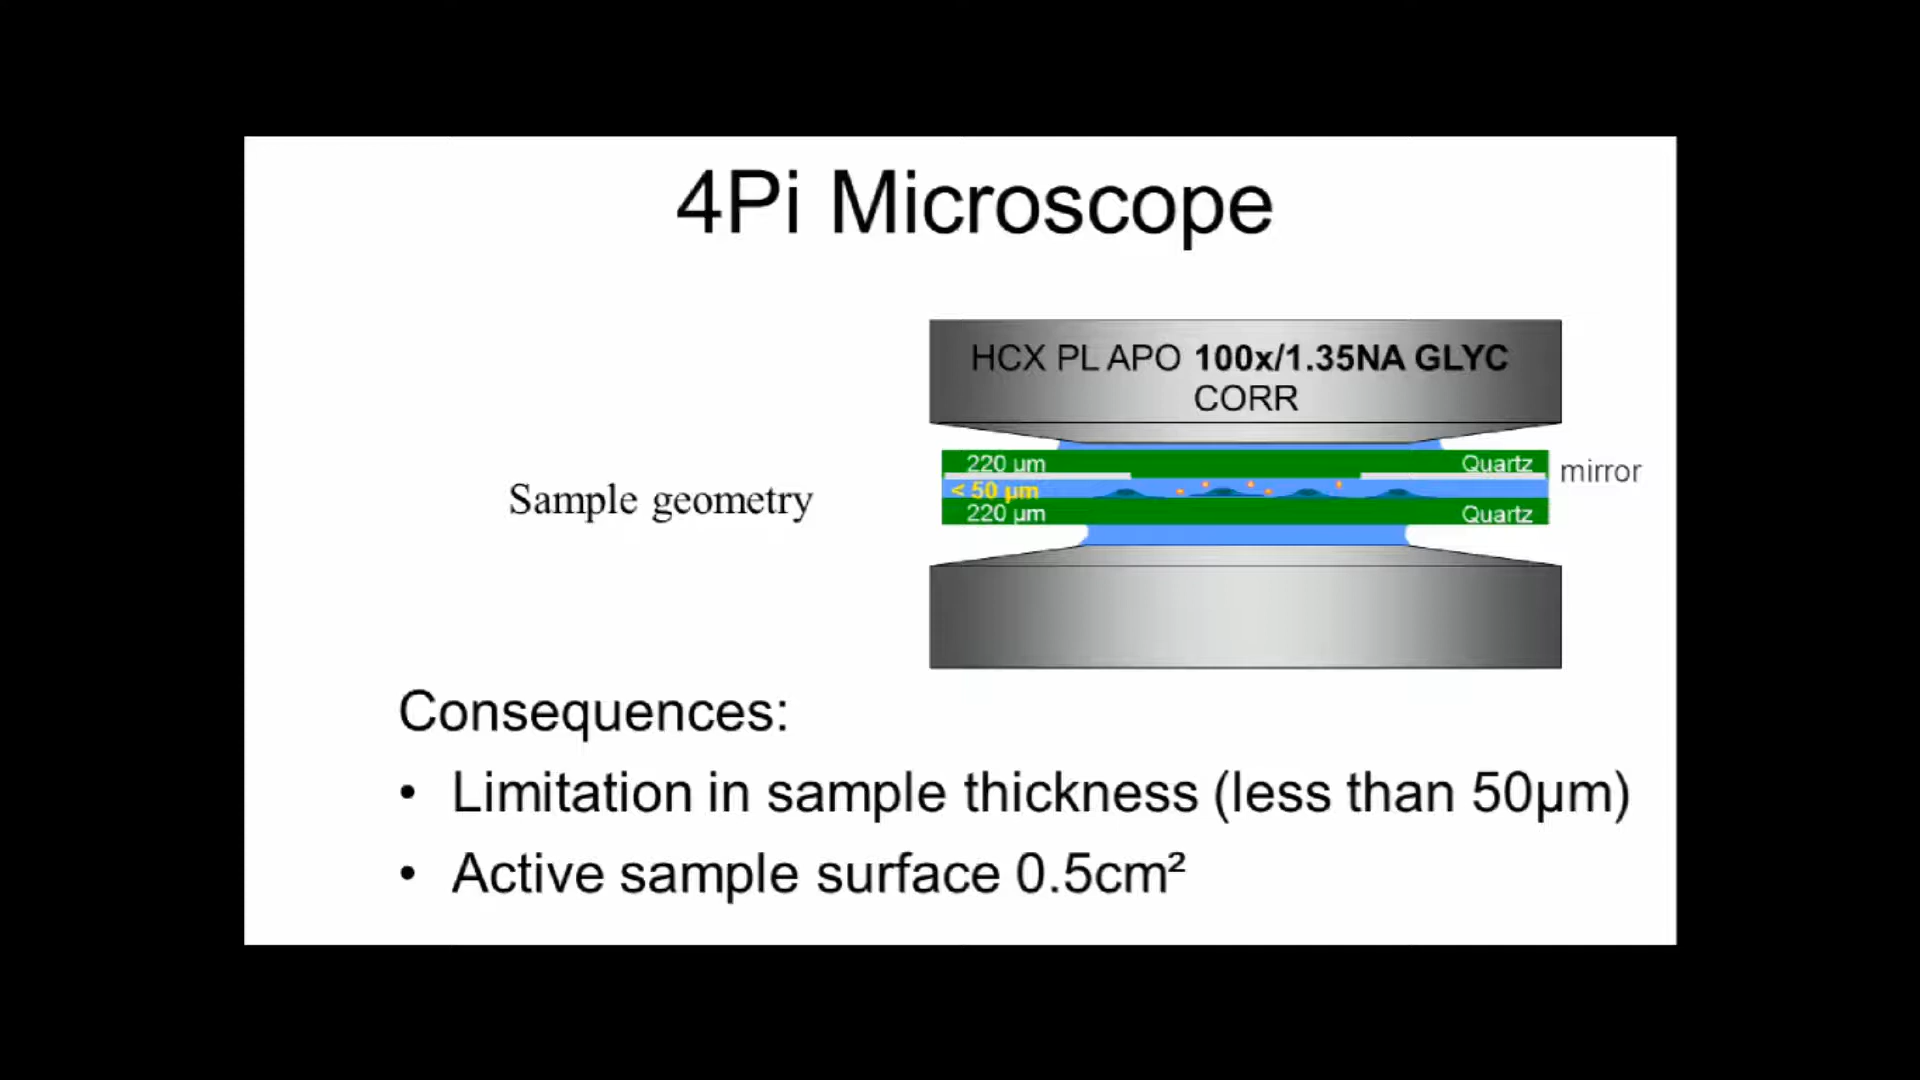 4Pi Microscope
HCX PL APO 100x/1.35NA GLYC
CORR
220 µm Quartz
mirror
< 50 µm
220 µm Quartz
Sample geometry
Consequences:
• Limitation in sample thickness (less than 50µm)
• Active sample surface 0.5cm²